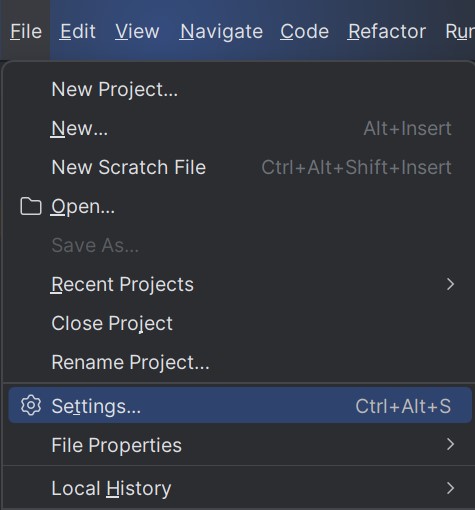 File Edit View Navigate Code Refactor
New Project...
New... Alt+Insert
New Scratch File Ctrl+Alt+Shift+Insert
Open...
Save As...
Recent Projects
Close Project
Rename Project...
Settings... Ctrl+Alt+S
File Properties
Local History